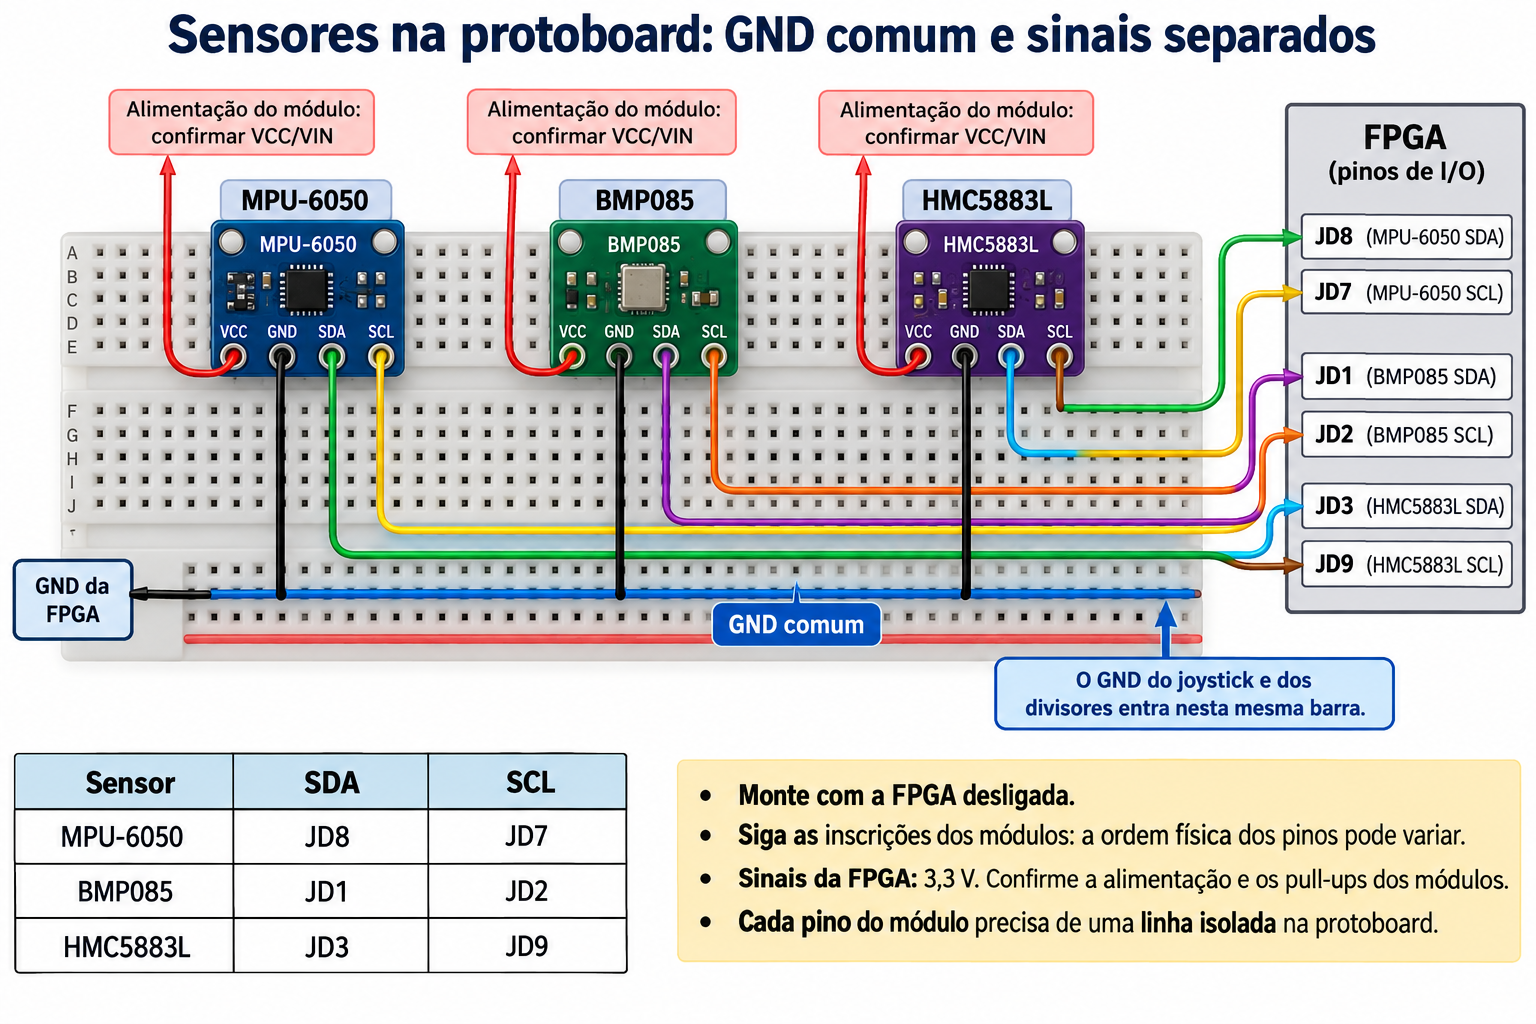 Sensores na protoboard: GND comum e sinais separados
Alimentação do módulo:
confirmar VCC/VIN
Alimentação do módulo:
confirmar VCC/VIN
Alimentação do módulo:
confirmar VCC/VIN
FPGA
(pinos de I/O)
MPU-6050
BMP085
HMC5883L
MPU-6050
BMP085
HMC5883L
VCC GND SDA SCL
VCC GND SDA SCL
VCC GND SDA SCL
A
B
C
D
E
F
G
H
I
J
JD8 (MPU-6050 SDA)
JD7 (MPU-6050 SCL)
JD1 (BMP085 SDA)
JD2 (BMP085 SCL)
JD3 (HMC5883L SDA)
JD9 (HMC5883L SCL)
GND da
FPGA
GND comum
O GND do joystick e dos
divisores entra nesta mesma barra.
Sensor SDA SCL
MPU-6050 JD8 JD7
BMP085 JD1 JD2
HMC5883L JD3 JD9
• Monte com a FPGA desligada.
• Siga as inscrições dos módulos: a ordem física dos pinos pode variar.
• Sinais da FPGA: 3,3 V. Confirme a alimentação e os pull-ups dos módulos.
• Cada pino do módulo precisa de uma linha isolada na protoboard.